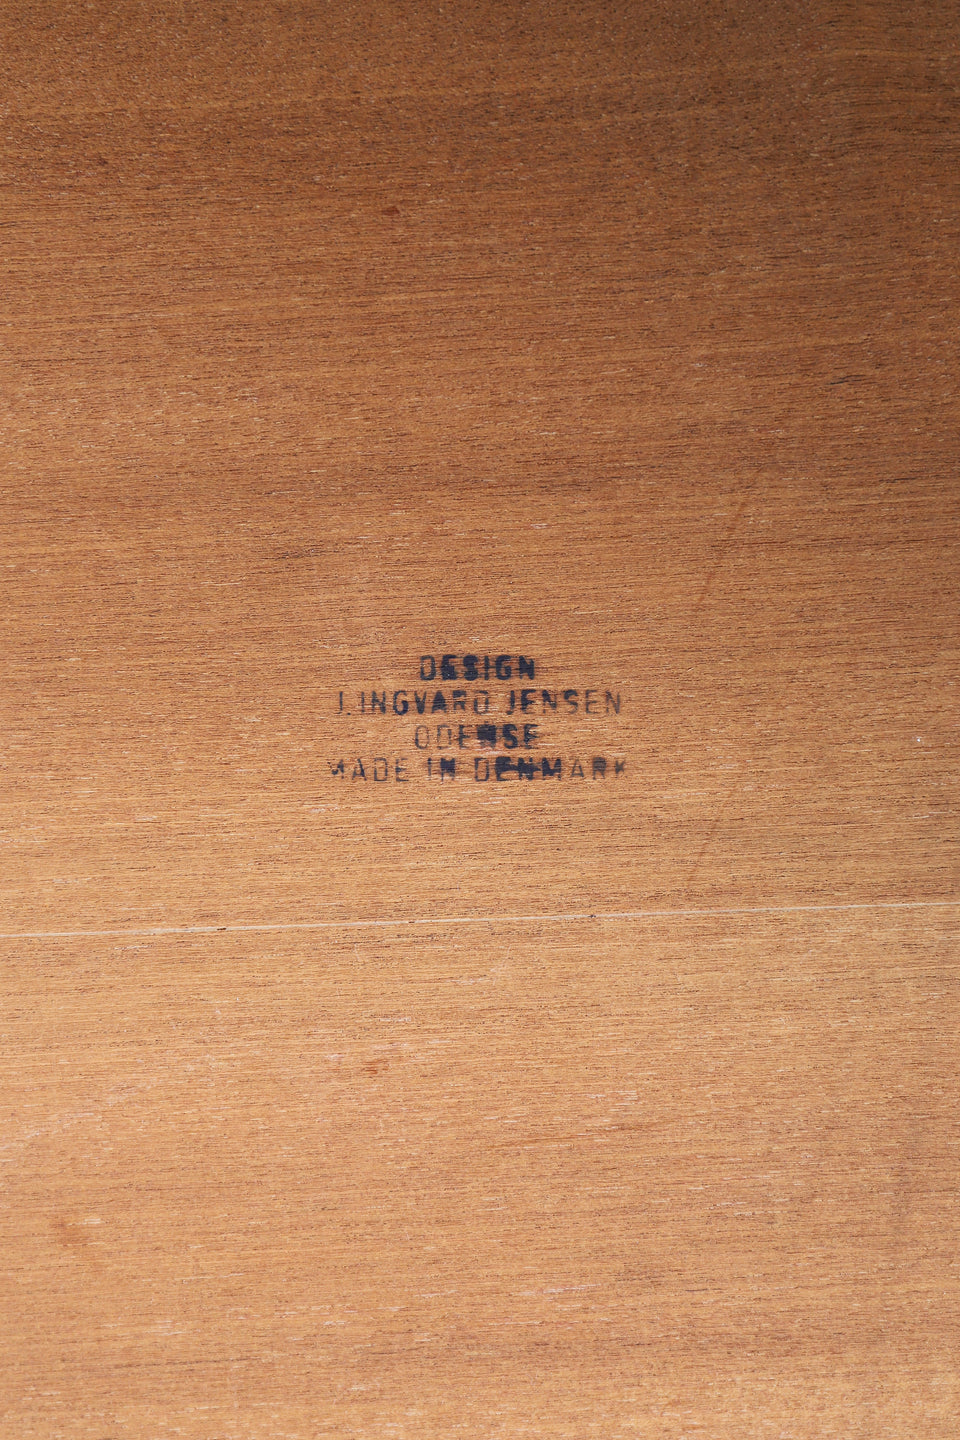 DESIGN
J. INGVARD JENSEN
ODENSE
MADE IN DENMARK